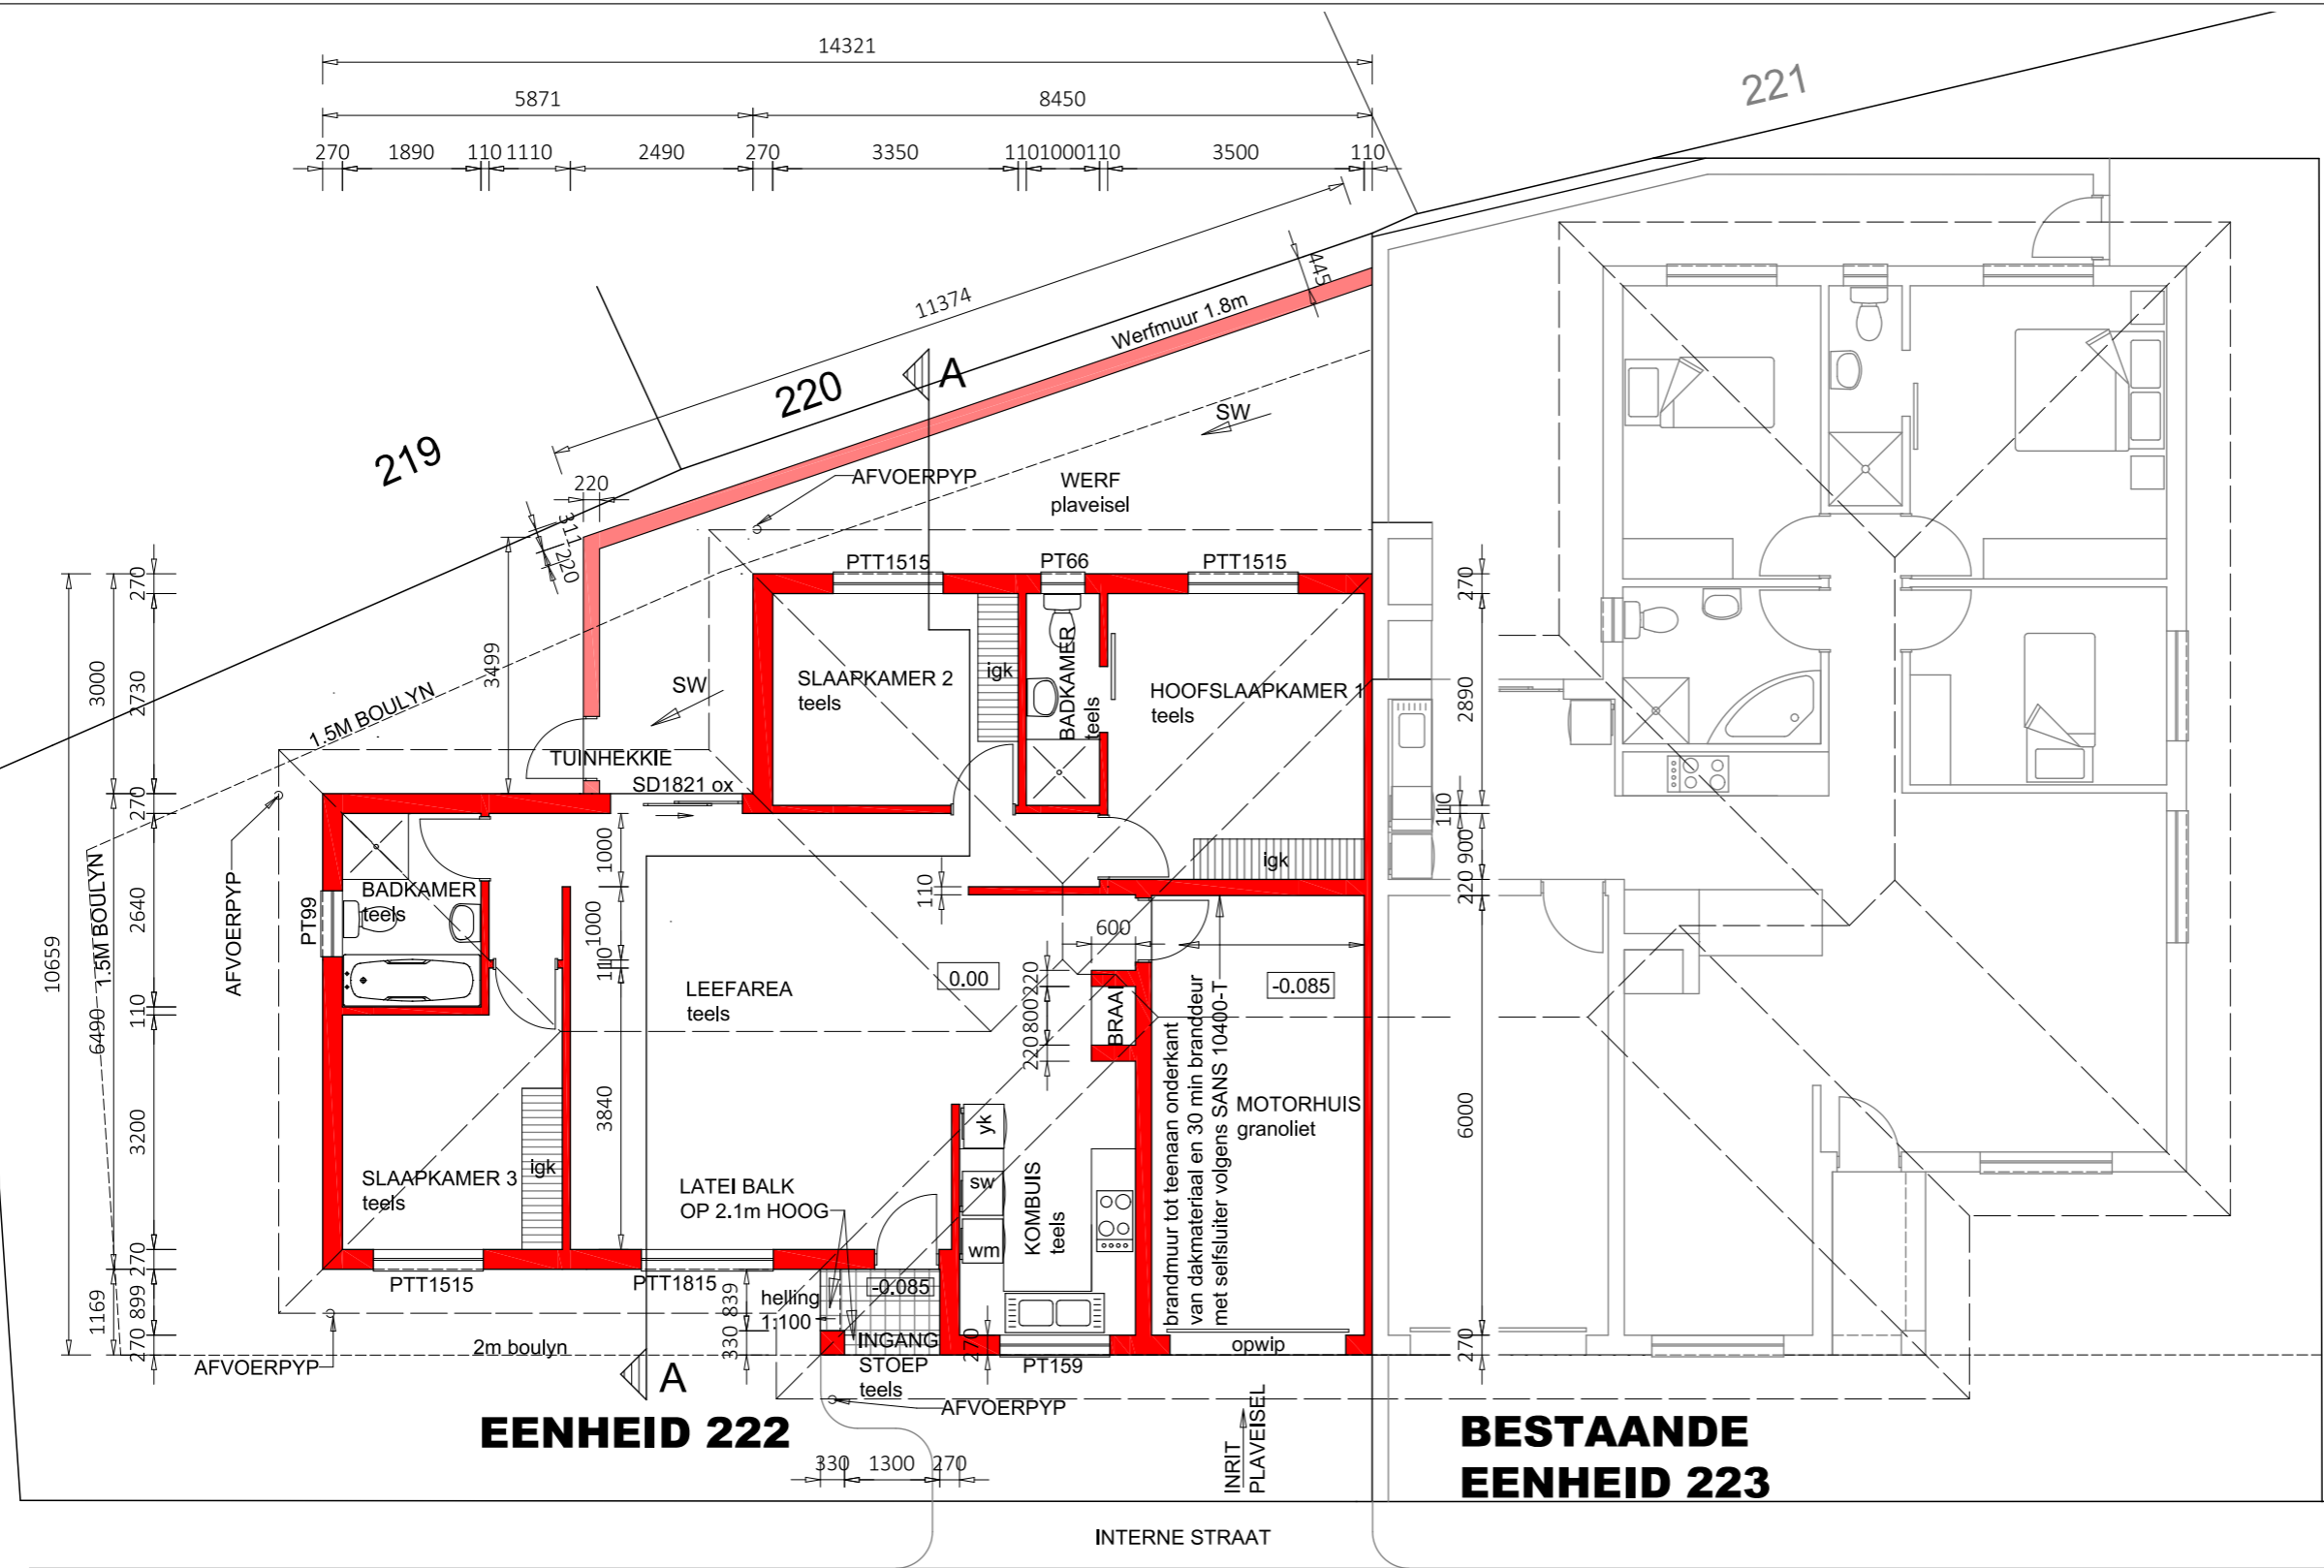 14321
5871
8450
270
1890
110
1110
2490
270
3350
110
1000
110
3500
110
221
11374
445
Werfmuur 1.8m
220
A
219
SW
AFVOERPYP
WERF
plaveisel
220
311
220
PTT1515
PT66
PTT1515
270
270
3000
2730
3499
SW
1.5M BOULYN
SLAAPKAMER 2
teels
igk
BADKAMER
teels
HOOFSLAAPKAMER 1
teels
2890
TUINHEKKIE
SD1821 ox
270
110
1000
900
igk
AFVOERPYP
1.5M BOULYN
PT99
BADKAMER
teels
2640
110
220
1000
600
10659
6490
110
110
LEEFAREA
teels
0.00
220
800
220
BRAAI
-0.085
brandmuur tot teenaan onderkant
van dakmateriaal en 30 min branddeur
met selfsluiter volgens SANS 10400-T
MOTORHUIS
granoliet
6000
3200
3840
yk
sw
wm
KOMBUIS
teels
SLAAPKAMER 3
teels
igk
LATEI BALK
OP 2.1m HOOG
270
PTT1515
PTT1815
1169
899
270
839
330
helling
1:100
-0.085
INGANG
STOEP
teels
270
PT159
opwip
270
2m boulyn
AFVOERPYP
A
AFVOERPYP
EENHEID 222
330
1300
270
INRIT
PLAVEISEL
BESTAANDE
EENHEID 223
INTERNE STRAAT